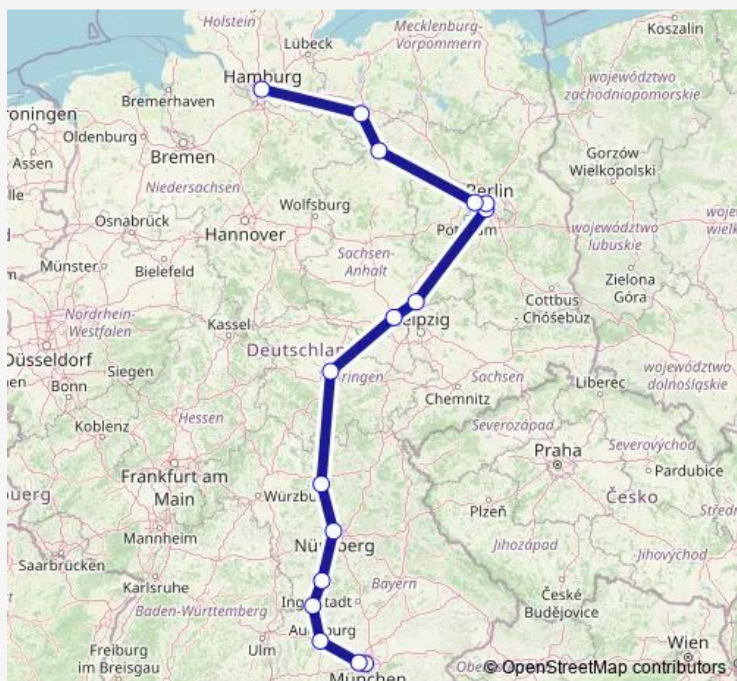 Holstein
Mecklenburg-
Vorpommern
Koszalin
Lübeck
Hamburg
Bremerhaven
województwo
zachodniopomorskie
Oldenburg
Assen
Bremen
Gorzów
Wielkopolski
Niedersachsen
Berlin
Wolfsburg
Hannover
Osnabrück
województwo
lubuskie
Sachsen-
Anhalt
Münster
Bielefeld
Zielona
Góra
Cottbus
- Chóśebuz
Nordrhein-
Westfalen
Kassel
Düsseldorf
Deutschland
Siegen
Bonn
Sachsen
Liberec
województwo
dolnośląskie
Chemnitz
Hessen
Koblenz
Severozápad
Severovýchod
Praha
Pardubice
Frankfurt am
Main
Česko
Plzeň
Mannheim
Jihozápad
Jihovýchod
Saarbrücken
Karlsruhe
Bayern
České
Budějovice
Baden-Württemberg
Ulm
Freiburg
im Breisgau
München
Wien
© OpenStreetMap contributors